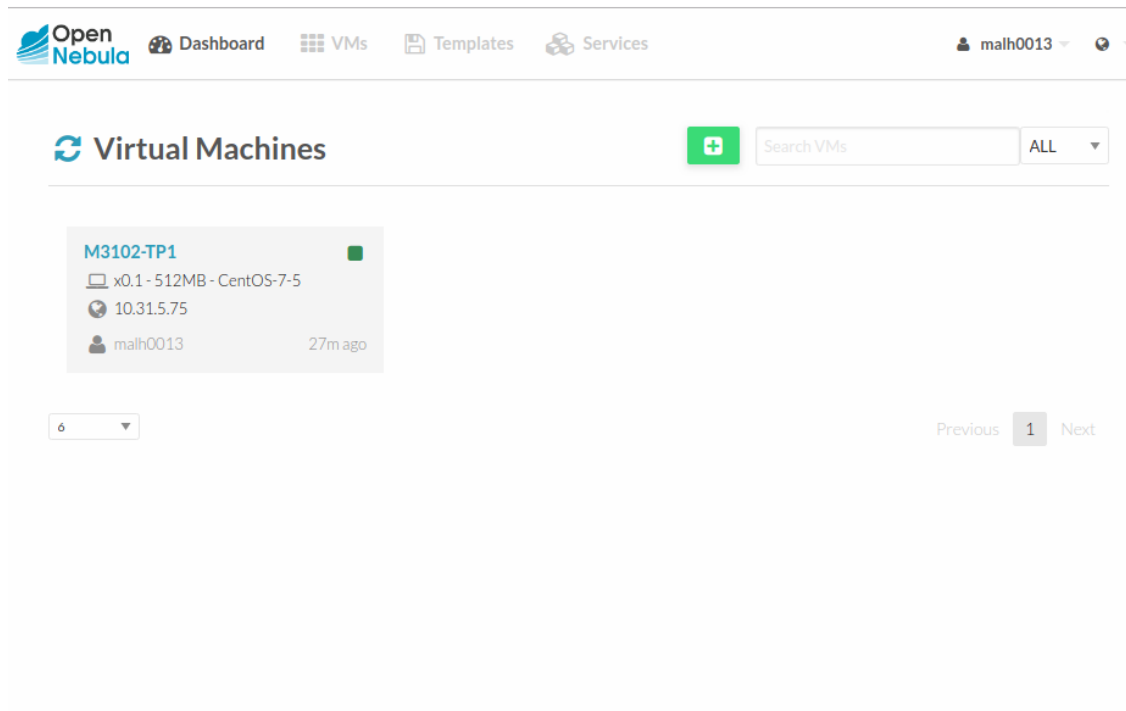 Open Nebula Dashboard VMs Templates Services malh0013
Virtual Machines Search VMs ALL
M3102-TP1
x0.1 - 512MB - CentOS-7-5
10.31.5.75
malh0013 27m ago
6 Previous 1 Next